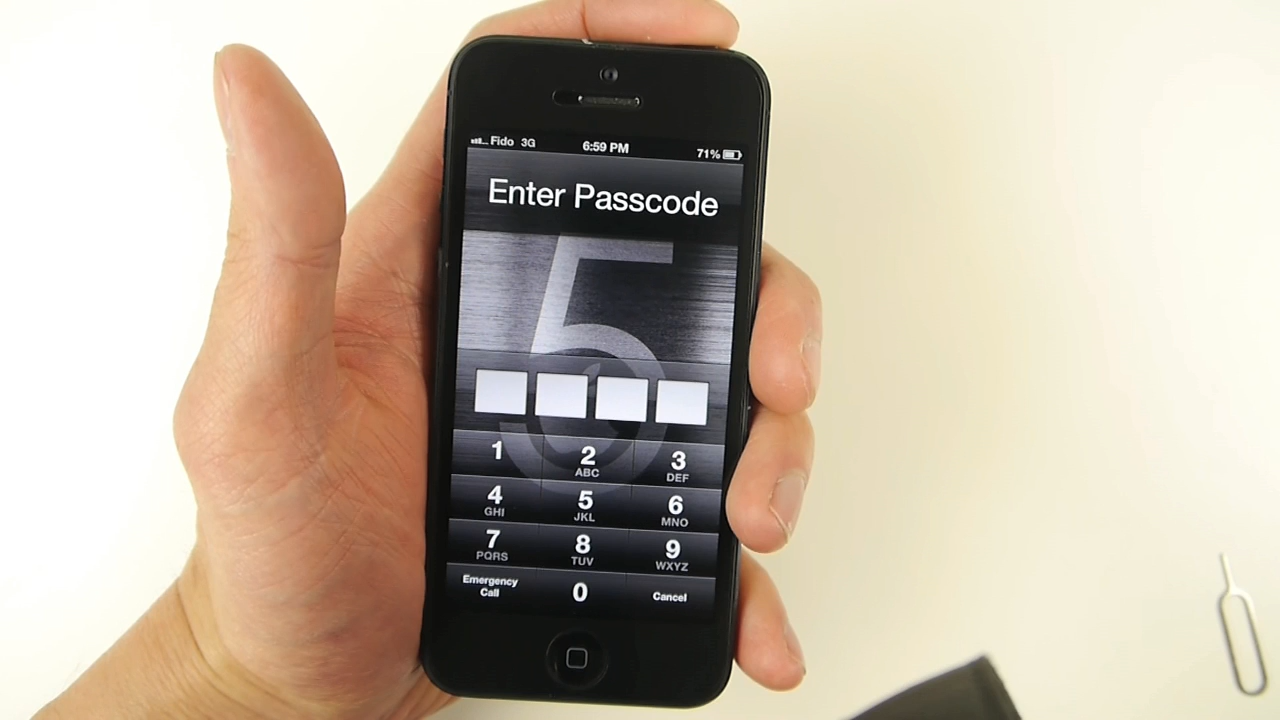 Fido 3G 6:59 PM 71%
Enter Passcode
5
1 2 3
ABC DEF
4 5 6
GHI JKL MNO
7 8 9
PQRS TUV WXYZ
Emergency
Call 0 Cancel